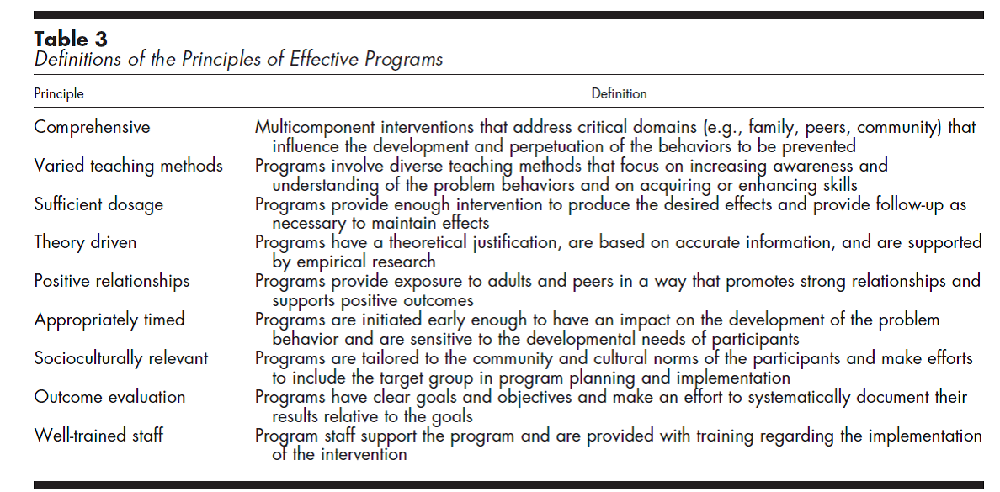 Table 3
Definitions of the Principles of Effective Programs
Principle Definition
Comprehensive Multicomponent interventions that address critical domains (e.g., family, peers, community) that
influence the development and perpetuation of the behaviors to be prevented
Varied teaching methods Programs involve diverse teaching methods that focus on increasing awareness and
understanding of the problem behaviors and on acquiring or enhancing skills
Sufficient dosage Programs provide enough intervention to produce the desired effects and provide follow-up as
necessary to maintain effects
Theory driven Programs have a theoretical justification, are based on accurate information, and are supported
by empirical research
Positive relationships Programs provide exposure to adults and peers in a way that promotes strong relationships and
supports positive outcomes
Appropriately timed Programs are initiated early enough to have an impact on the development of the problem
behavior and are sensitive to the developmental needs of participants
Socioculturally relevant Programs are tailored to the community and cultural norms of the participants and make efforts
to include the target group in program planning and implementation
Outcome evaluation Programs have clear goals and objectives and make an effort to systematically document their
results relative to the goals
Well-trained staff Program staff support the program and are provided with training regarding the implementation
of the intervention